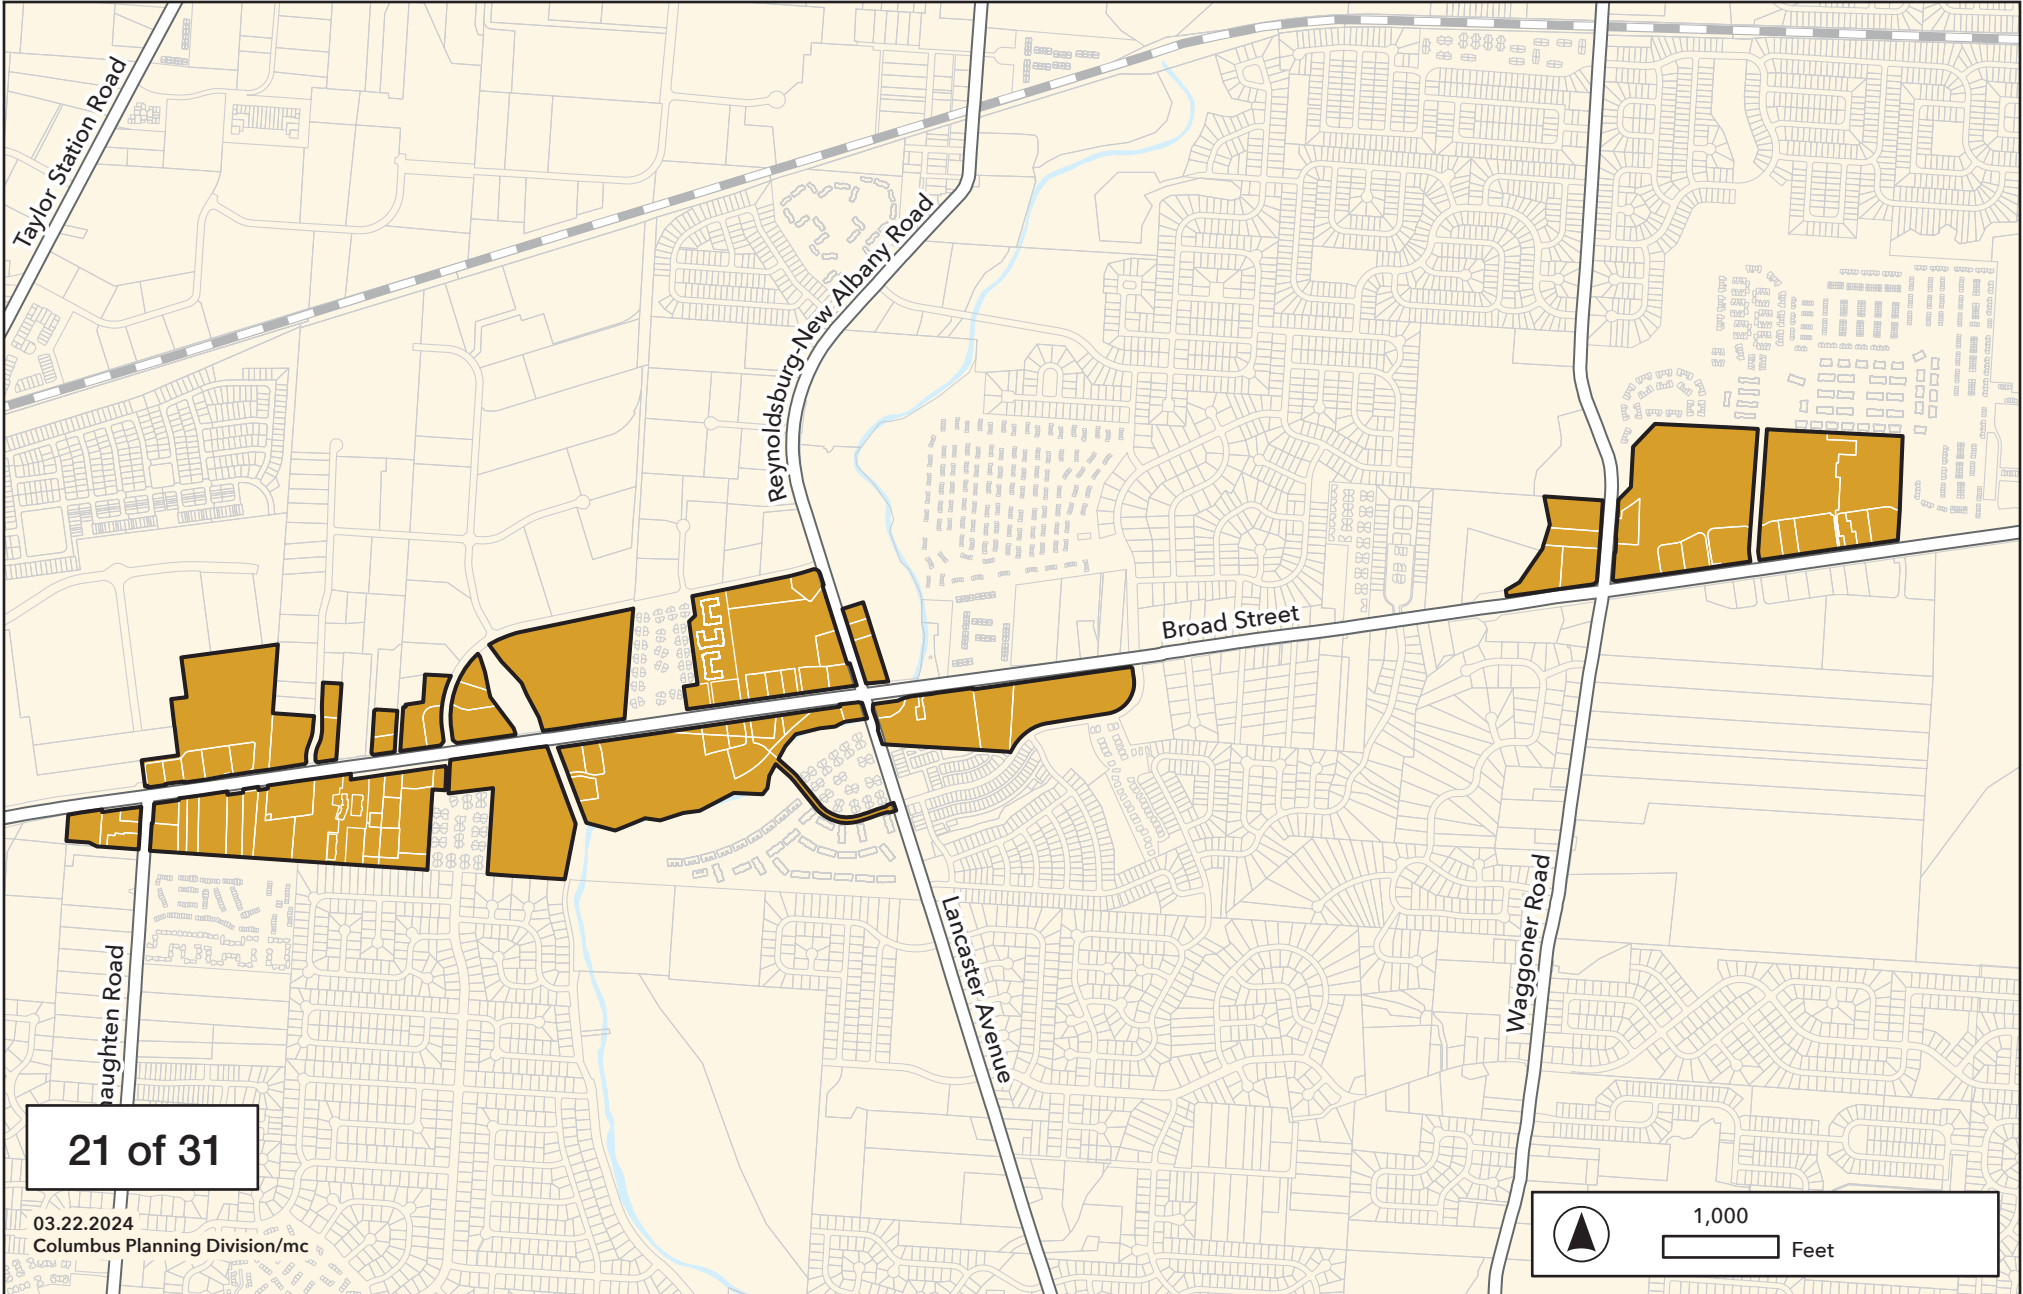 Taylor Station Road
Reynoldsburg-New Albany Road
Broad Street
Lancaster Avenue
Waggoner Road
naughten Road
21 of 31
03.22.2024
Columbus Planning Division/mc
1,000
Feet